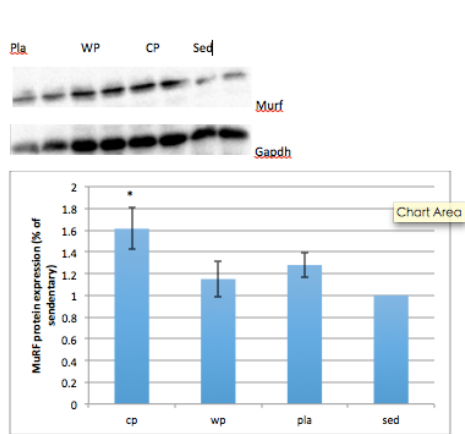 Pla WP CP Sed
Murf
Gapdh
2
1.8
1.6
1.4
1.2
1
0.8
0.6
0.4
0.2
0
MuRF protein expression (% of
sendentary)
*
Chart Area
cp wp pla sed